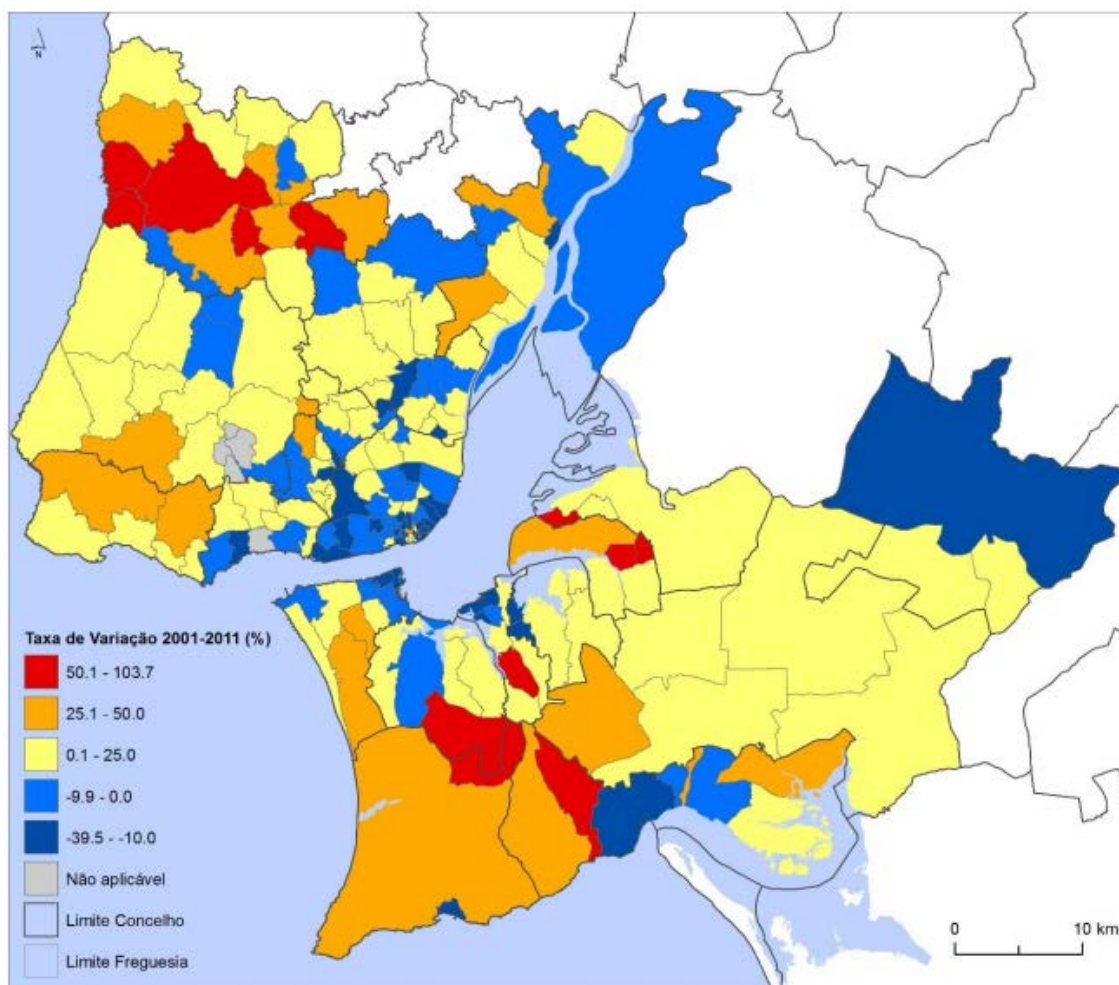 N
Taxa de Variação 2001-2011 (%)
50.1 - 103.7
25.1 - 50.0
0.1 - 25.0
-9.9 - 0.0
-39.5 - -10.0
Não aplicável
Limite Concelho
Limite Freguesia
0 10 km